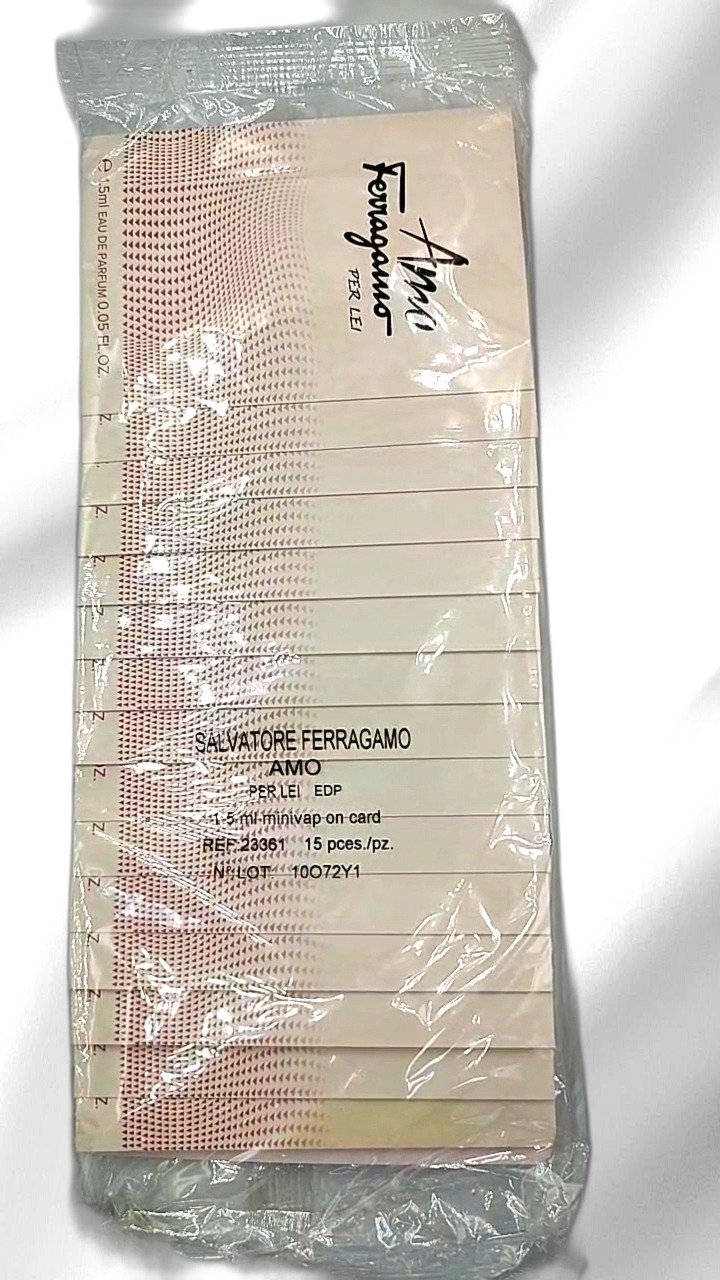 Amo
Ferragamo
PER LEI
e 1,5ml EAU DE PARFUM 0.05 FL.OZ.
Z.
Z.
Z.
Z.
Z.
Z.
Z.
Z.
Z.
Z.
Z.
Z.
Z.
SALVATORE FERRAGAMO
AMO
PER LEI EDP
1.5 ml minivap on card
REF:23361 15 pces./pz.
N° LOT: 10O72Y1